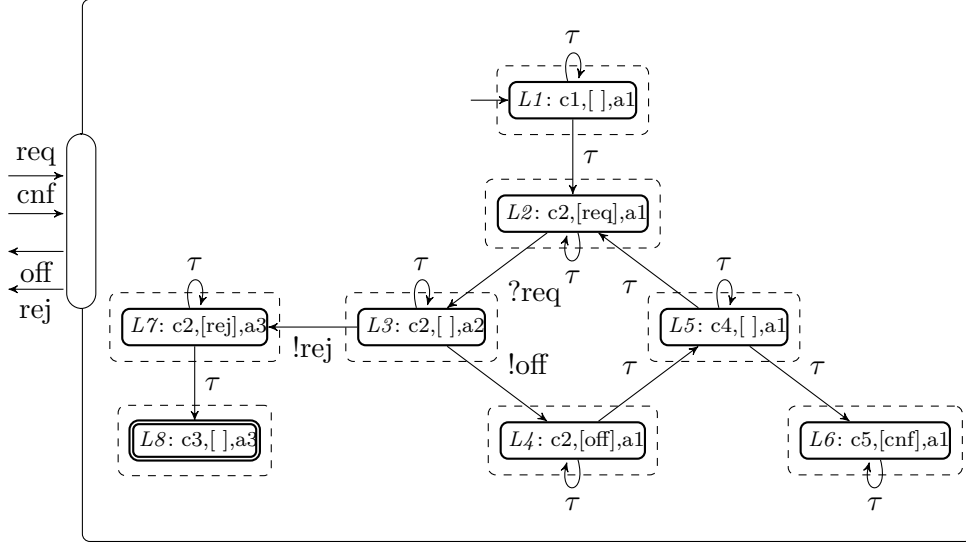 τ
L1: c1,[ ],a1
τ
req
cnf
off
rej
L2: c2,[req],a1
τ
?req
τ
τ
L7: c2,[rej],a3
τ
L3: c2,[ ],a2
τ
L5: c4,[ ],a1
!rej
!off
τ
τ
τ
L8: c3,[ ],a3
L4: c2,[off],a1
L6: c5,[cnf],a1
τ
τ